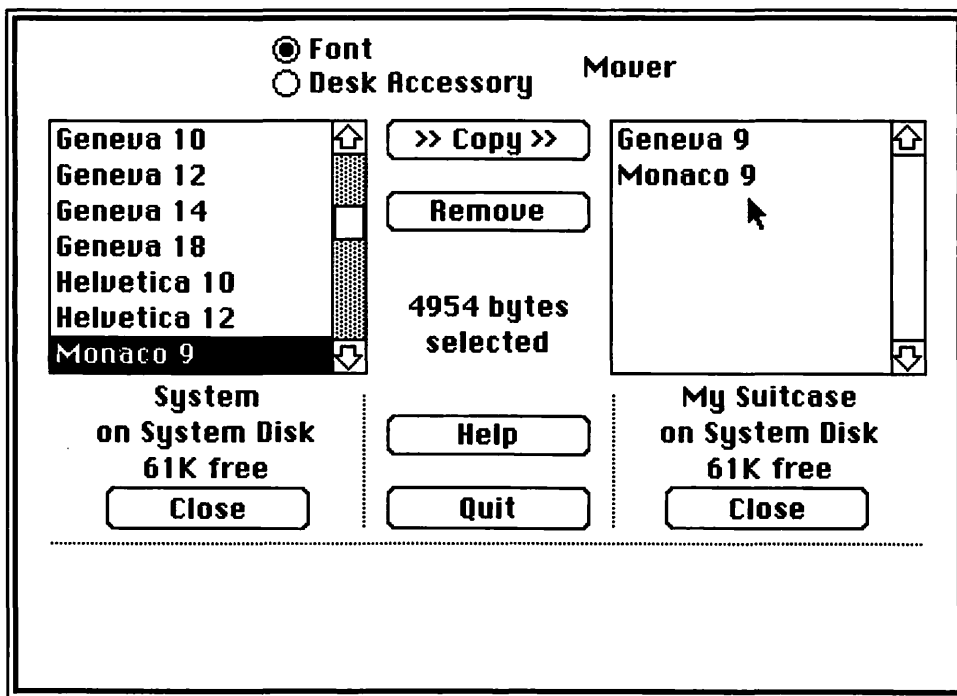 Font
Desk Accessory
Mover
Geneva 10
Geneva 12
Geneva 14
Geneva 18
Helvetica 10
Helvetica 12
Monaco 9
>> Copy >>
Remove
4954 bytes
selected
Geneva 9
Monaco 9
System
on System Disk
61K free
Close
Help
Quit
My Suitcase
on System Disk
61K free
Close